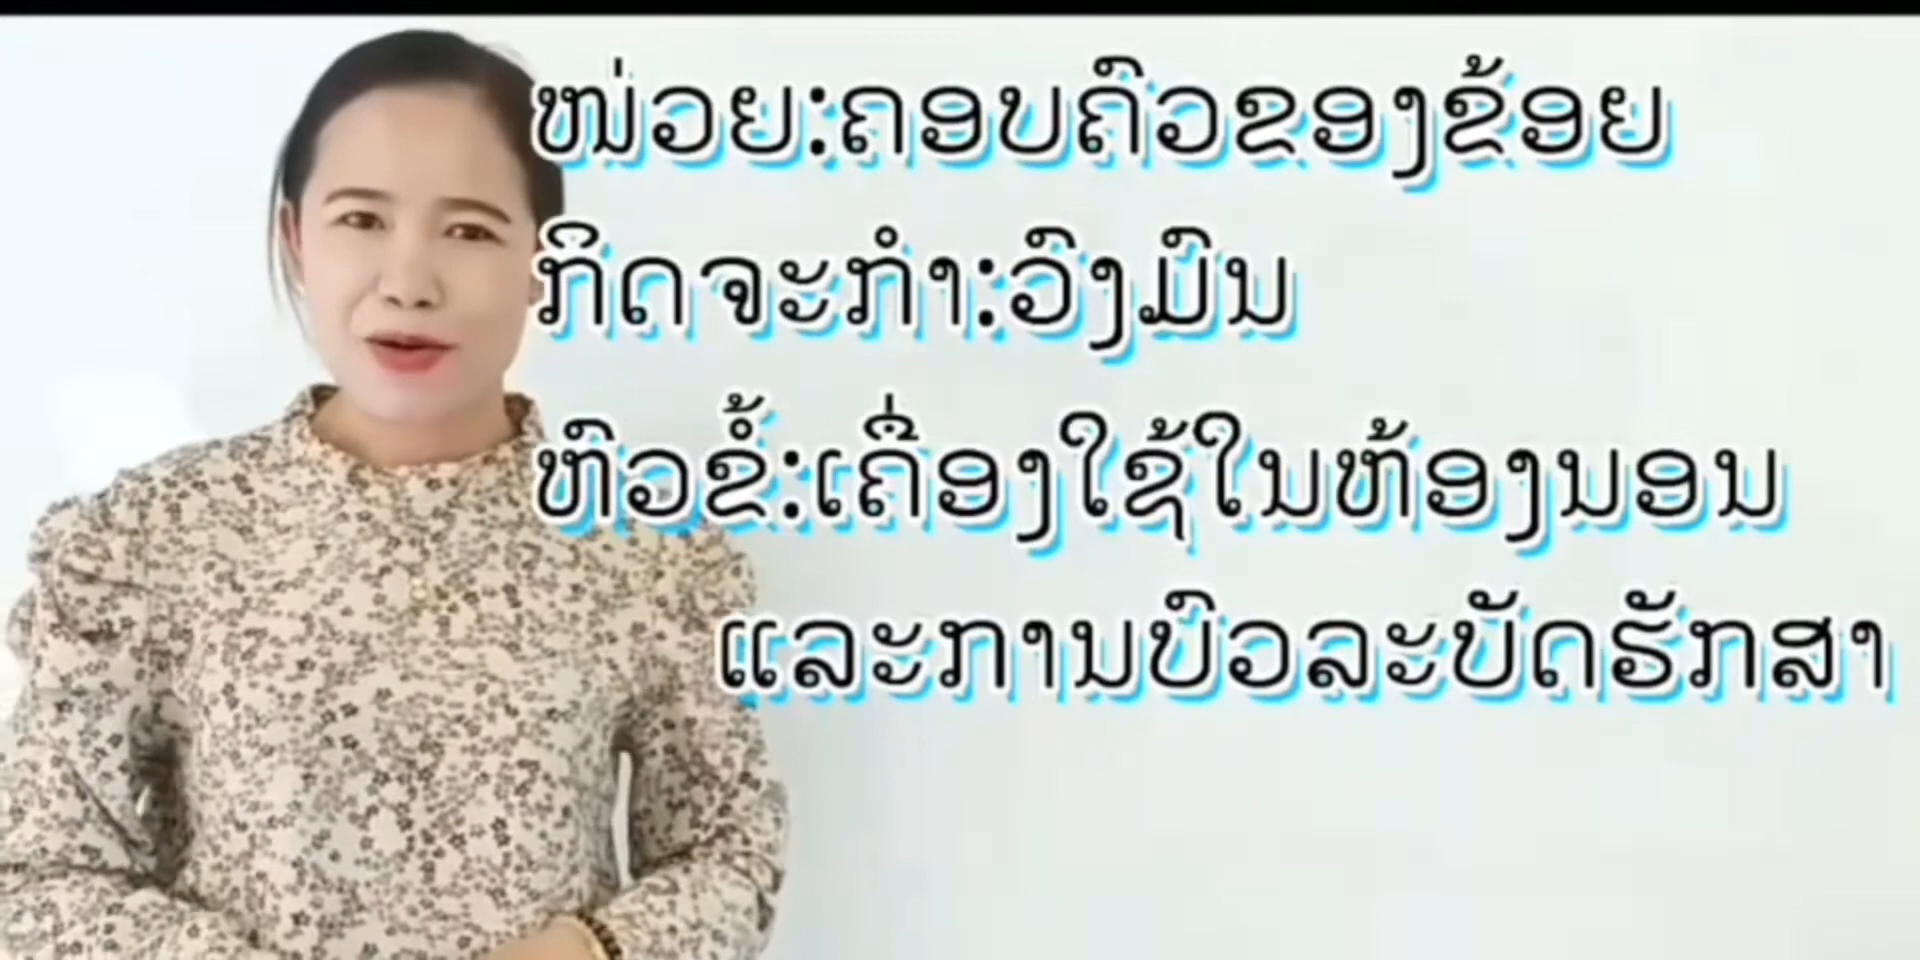 ໜ່ວຍ:ຄອບຄົວຂອງຂ້ອຍ
ກິດຈະກຳ:ວົງມົນ
ຫົວຂໍ້:ເຄື່ອງໃຊ້ໃນຫ້ອງນອນ
ແລະການບົວລະບັດຮັກສາ